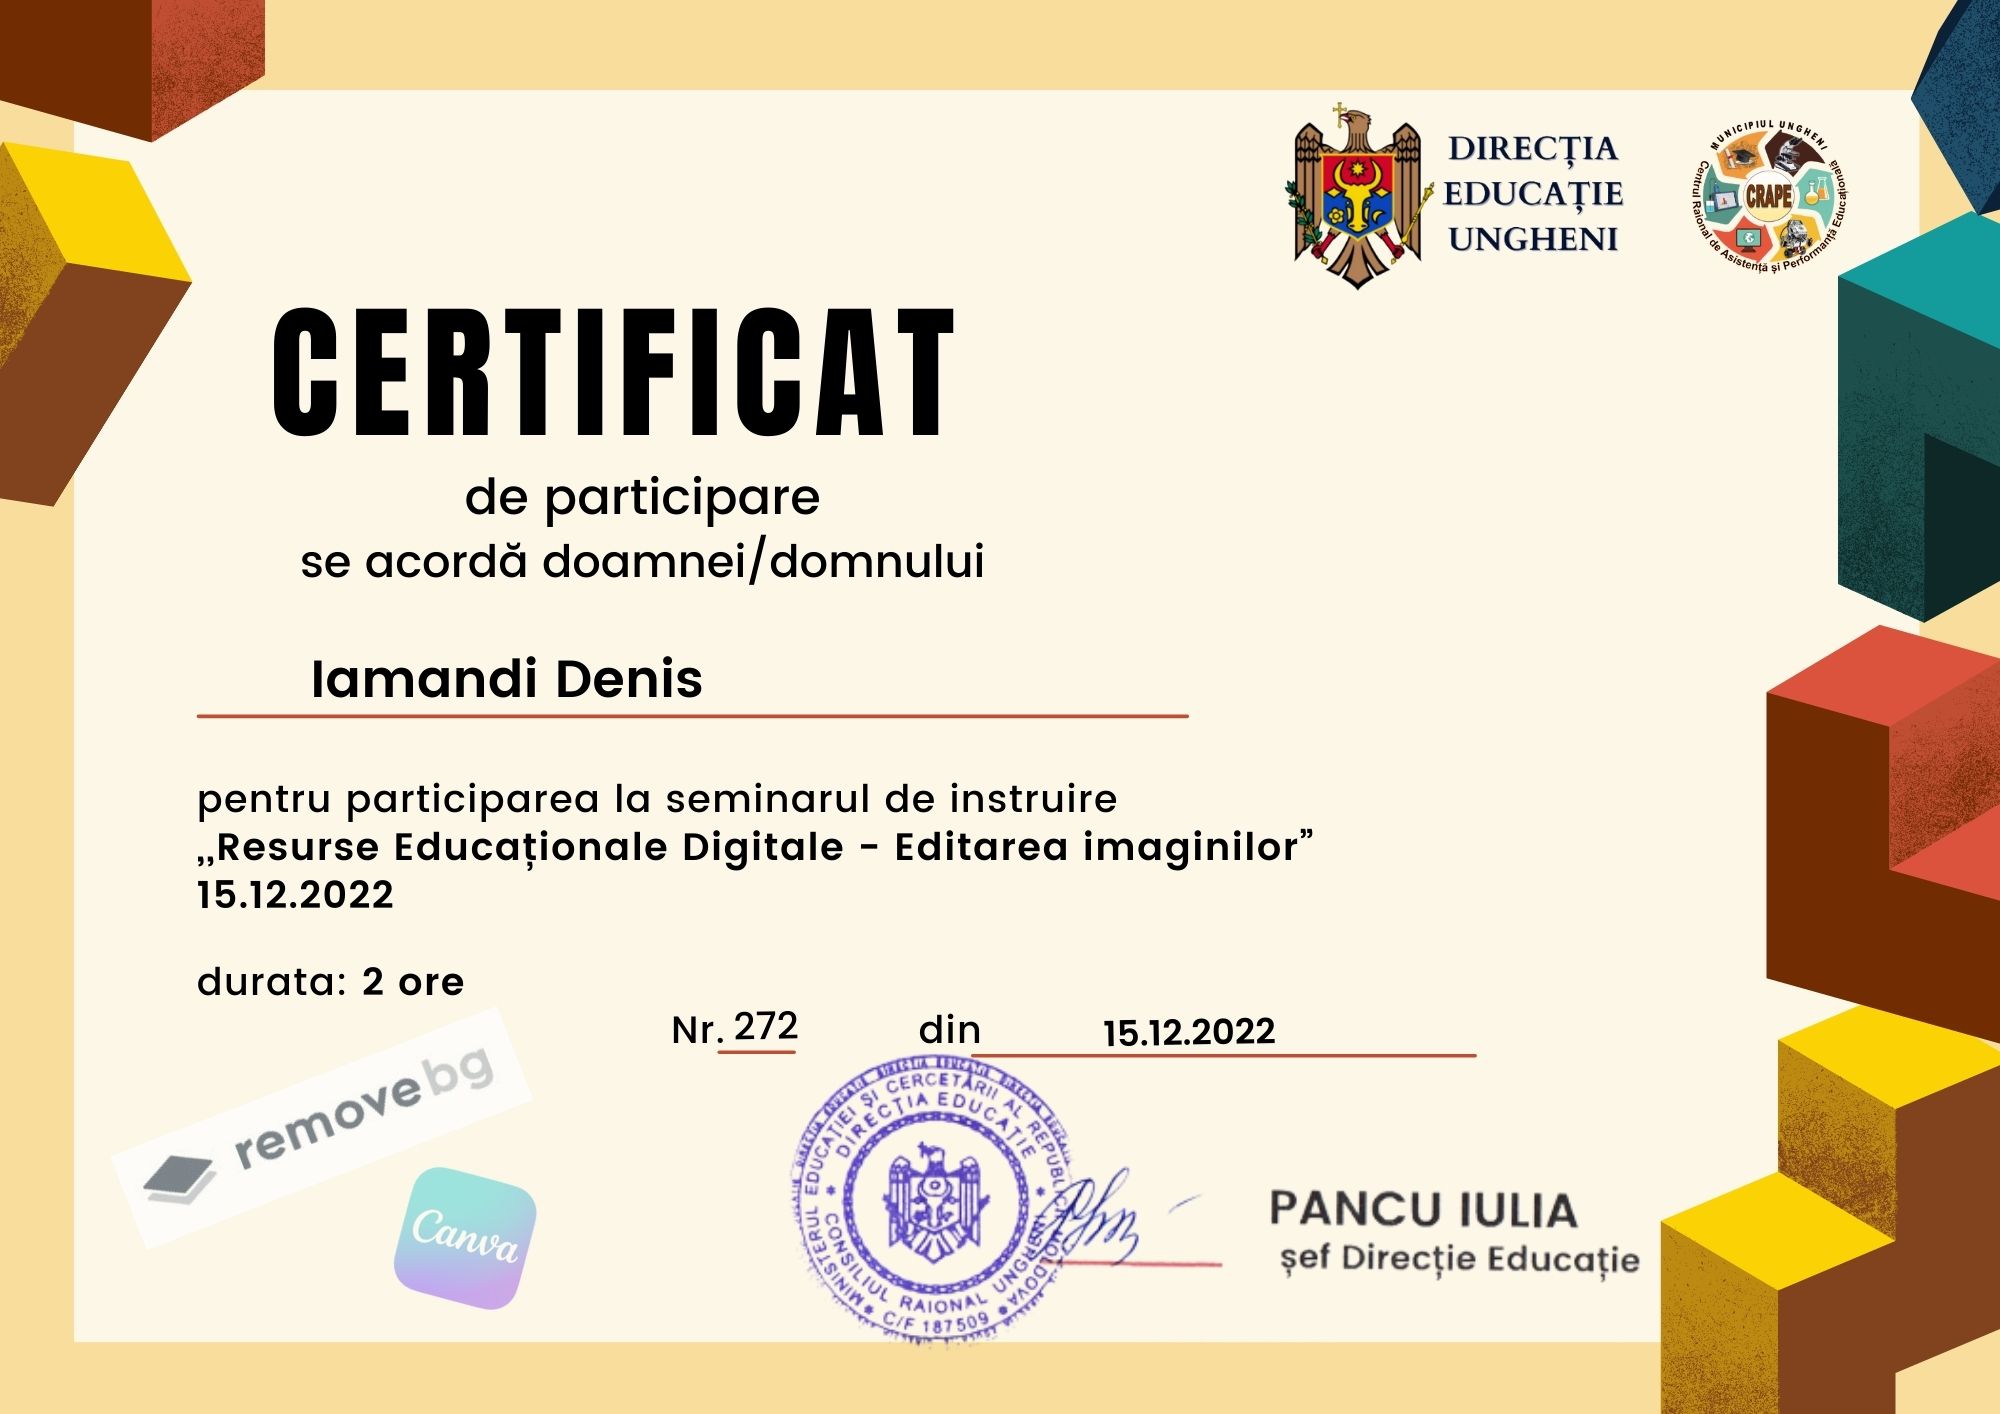 DIRECȚIA
EDUCAȚIE
UNGHENI
MUNICIPIUL UNGHENI
Centrul Raional de Asistență și Performanță Educațională
CRAPE
CERTIFICAT
de participare
se acordă doamnei/domnului
Iamandi Denis
pentru participarea la seminarul de instruire
„Resurse Educaționale Digitale - Editarea imaginilor”
15.12.2022
durata: 2 ore
Nr. 272 din 15.12.2022
removebg
Canva
MINISTERUL EDUCAȚIEI ȘI CERCETĂRII AL REPUBLICII MOLDOVA
DIRECȚIA EDUCAȚIE
CONSILIUL RAIONAL UNGHENI
C/F 187509
PANCU IULIA
șef Direcție Educație